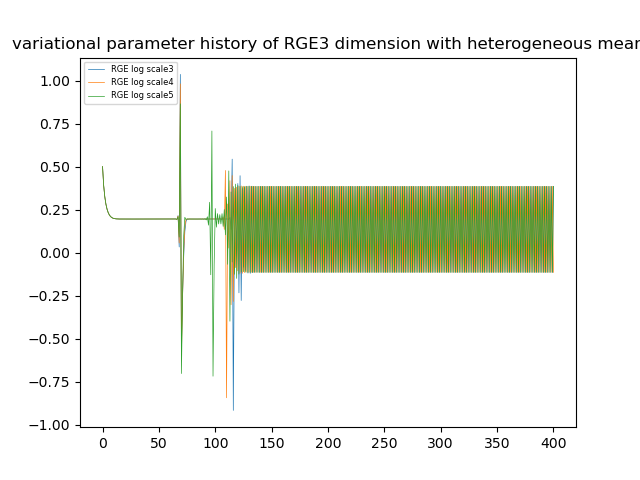 variational parameter history of RGE3 dimension with heterogeneous mean
RGE log scale3
RGE log scale4
RGE log scale5
1.00
0.75
0.50
0.25
0.00
−0.25
−0.50
−0.75
−1.00
0 50 100 150 200 250 300 350 400